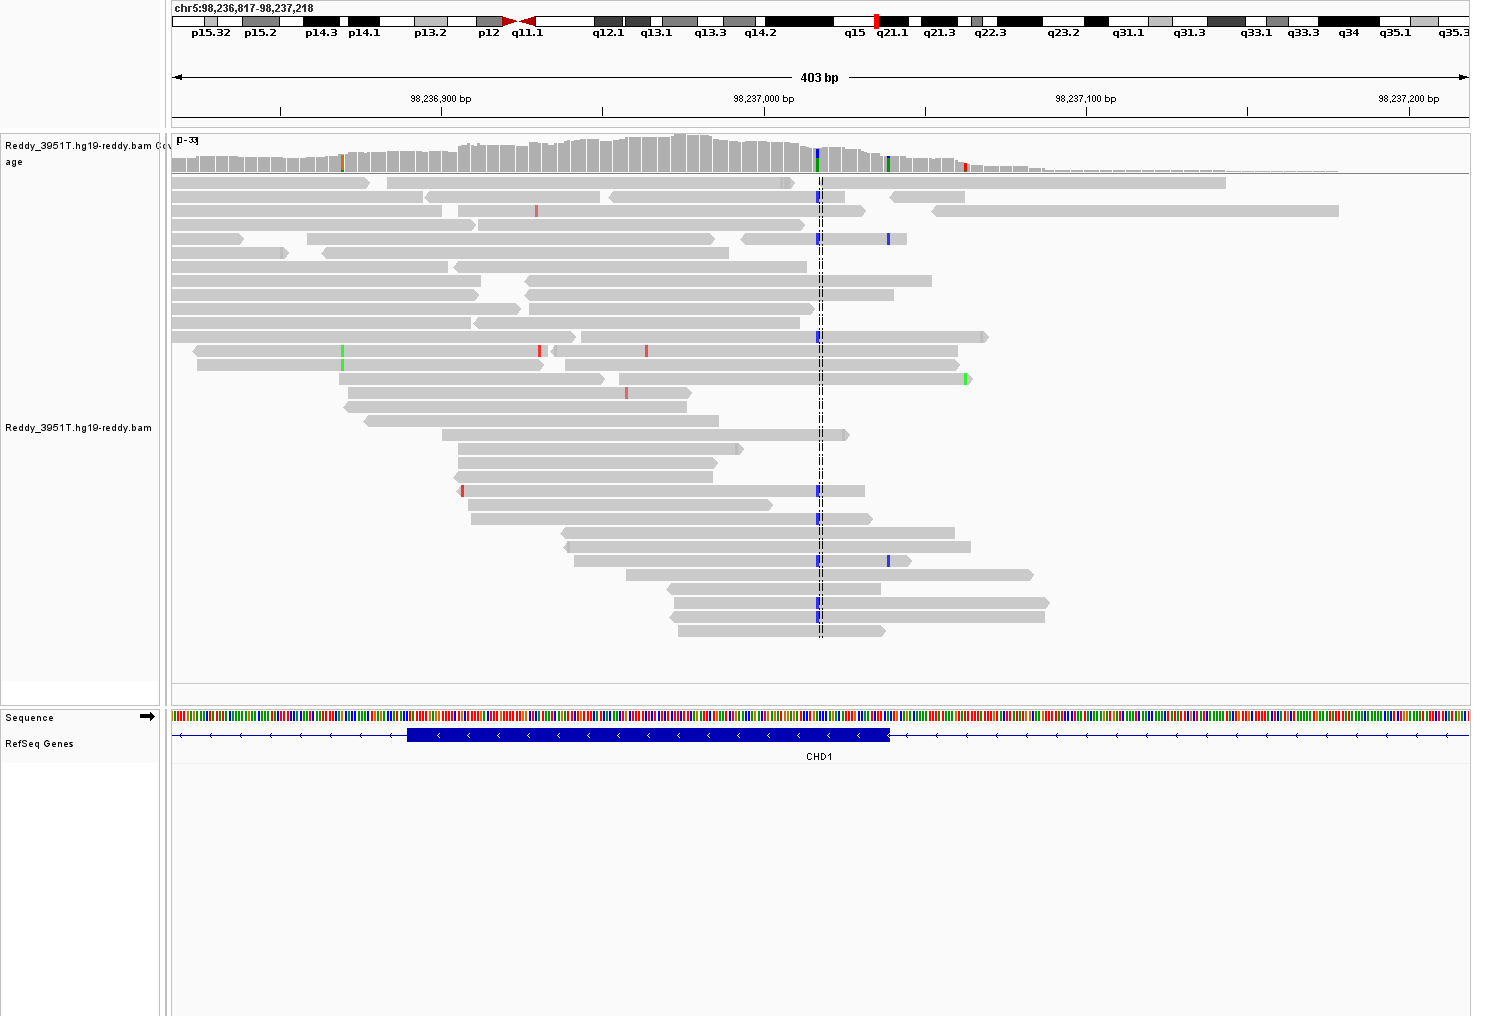 chr5:98,236,817-98,237,218
p15.32 p15.2 p14.3 p14.1 p13.2 p12 q11.1 q12.1 q13.1 q13.3 q14.2 q15 q21.1 q21.3 q22.3 q23.2 q31.1 q31.3 q33.1 q33.3 q34 q35.1 q35.3
403 bp
98,236,900 bp 98,237,000 bp 98,237,100 bp 98,237,200 bp
Reddy_3951T.hg19-reddy.bam Cov
age
[0-33]
Reddy_3951T.hg19-reddy.bam
Sequence
RefSeq Genes
CHD1